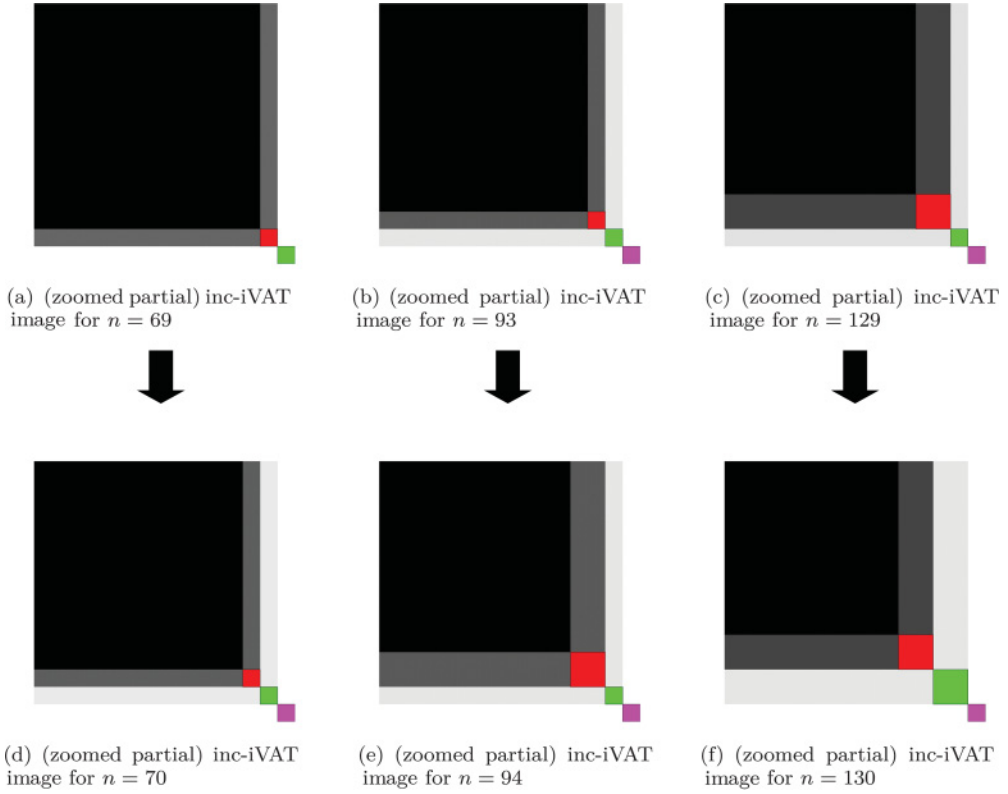 (a) (zoomed partial) inc-iVAT
image for n = 69
(b) (zoomed partial) inc-iVAT
image for n = 93
(c) (zoomed partial) inc-iVAT
image for n = 129
(d) (zoomed partial) inc-iVAT
image for n = 70
(e) (zoomed partial) inc-iVAT
image for n = 94
(f) (zoomed partial) inc-iVAT
image for n = 130